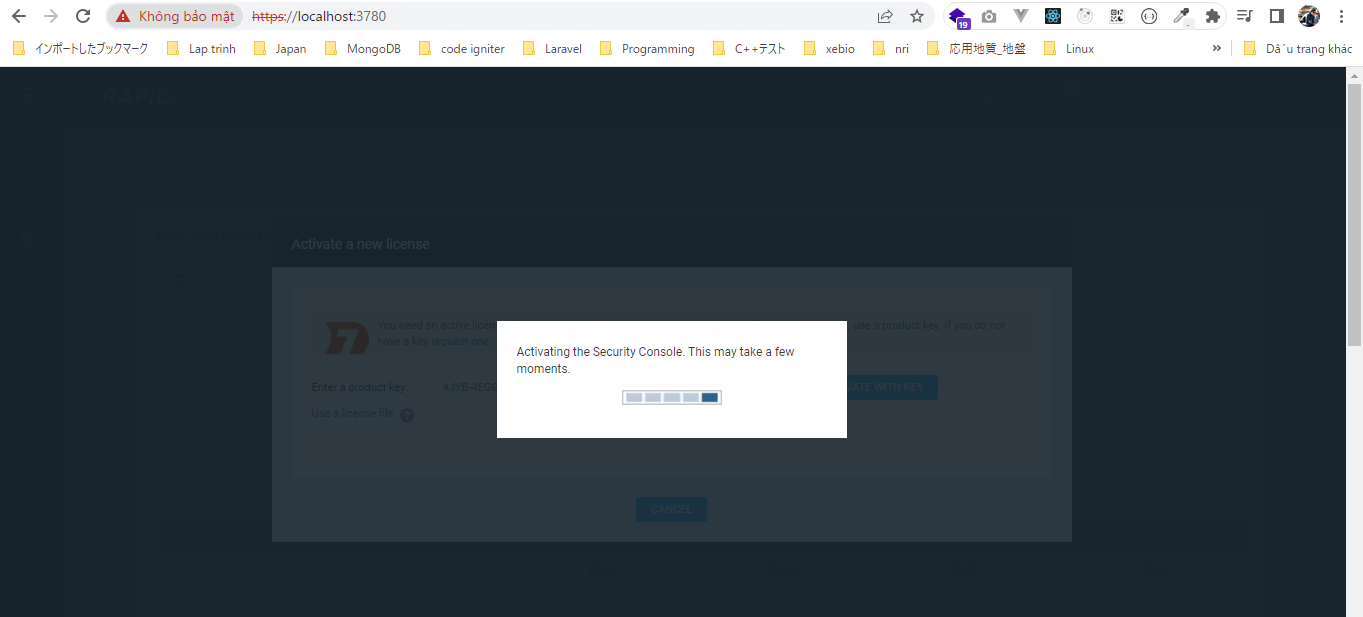 Không bảo mật https://localhost:3780
19
インポートしたブックマーク Lap trinh Japan MongoDB code igniter Laravel Programming C++テスト xebio nri 応用地質_地盤 Linux » Dấu trang khác
RAPID
Activate a new license
You need an active licen use a product key. If you do not
have a key request one
Activating the Security Console. This may take a few
moments.
Enter a product key: 4JYB-4EG ATE WITH KEY
Use a license file ?
CANCEL